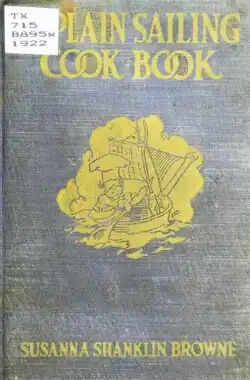 TX
715
B895x
1922
PLAIN SAILING
COOK BOOK
SUSANNA SHANKLIN BROWNE